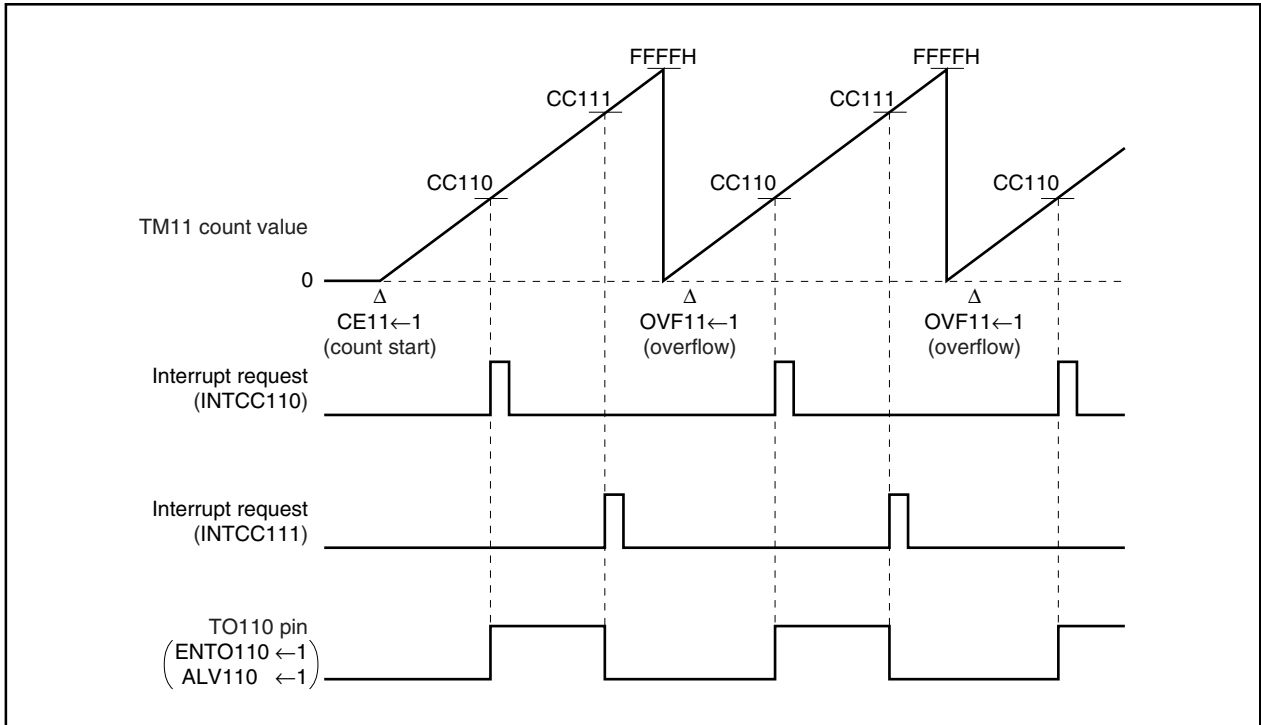 FFFFH FFFFH
CC111 CC111
CC110 CC110 CC110
TM11 count value
0
Δ Δ Δ
CE11←1 OVF11←1 OVF11←1
(count start) (overflow) (overflow)
Interrupt request
(INTCC110)
Interrupt request
(INTCC111)
TO110 pin
(ENTO110 ←1
ALV110 ←1)